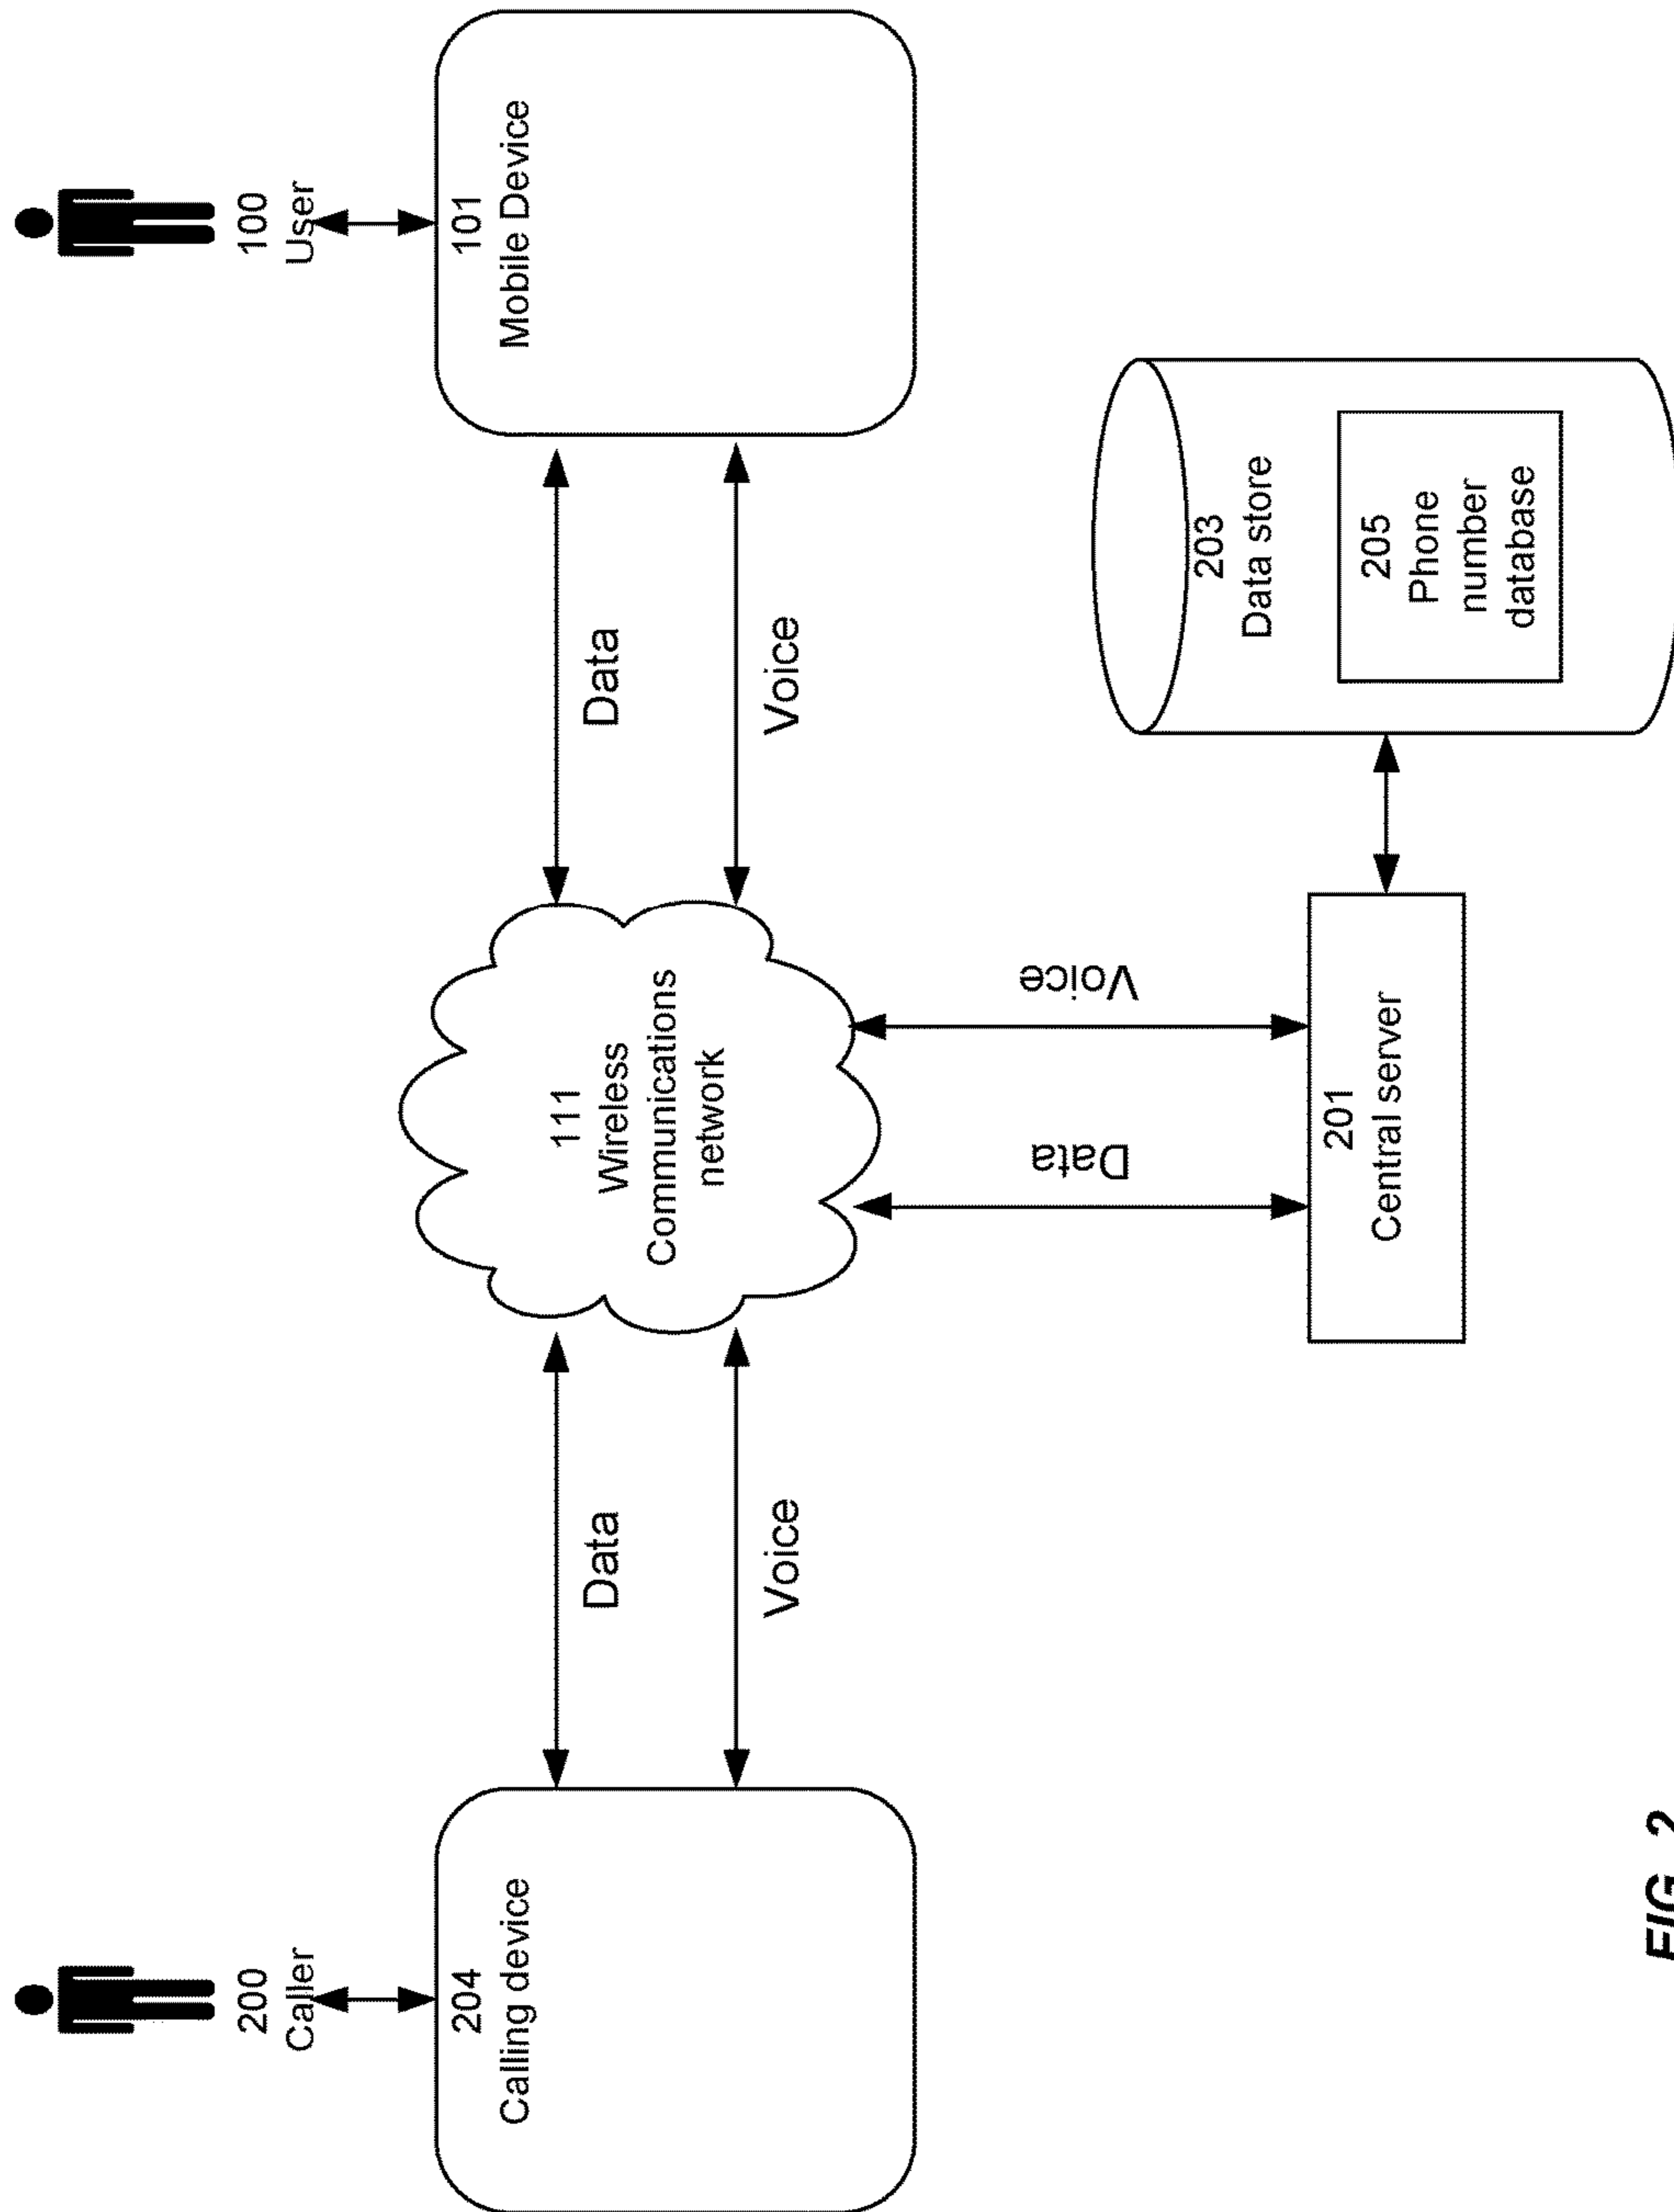 200
Caller
204
Calling device
Data
Voice
111
Wireless
Communications
network
Data
Voice
100
User
101
Mobile Device
Data
Voice
201
Central server
203
Data store
205
Phone
number
database
FIG. 2